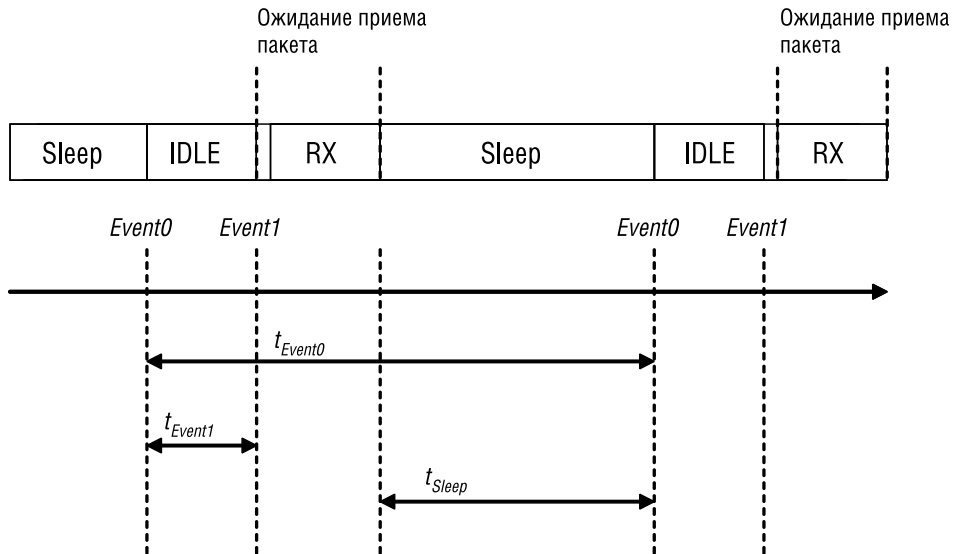 Ожидание приема
пакета
Ожидание приема
пакета
Sleep
IDLE
RX
Sleep
IDLE
RX
Event0
Event1
Event0
Event1
tEvent0
tEvent1
tSleep